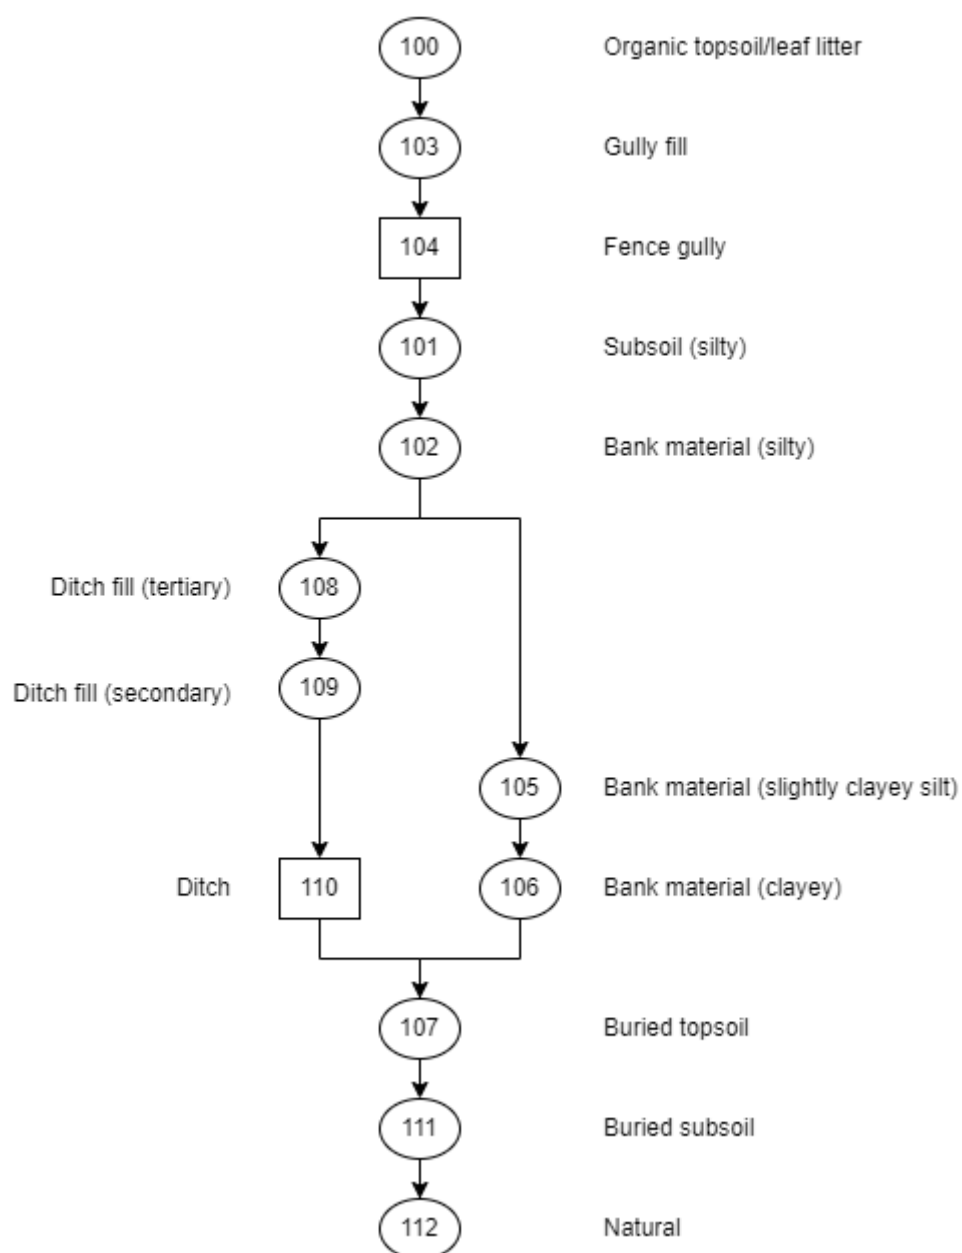 100 Organic topsoil/leaf litter
103 Gully fill
104 Fence gully
101 Subsoil (silty)
102 Bank material (silty)
Ditch fill (tertiary) 108
Ditch fill (secondary) 109
105 Bank material (slightly clayey silt)
Ditch 110 106 Bank material (clayey)
107 Buried topsoil
111 Buried subsoil
112 Natural